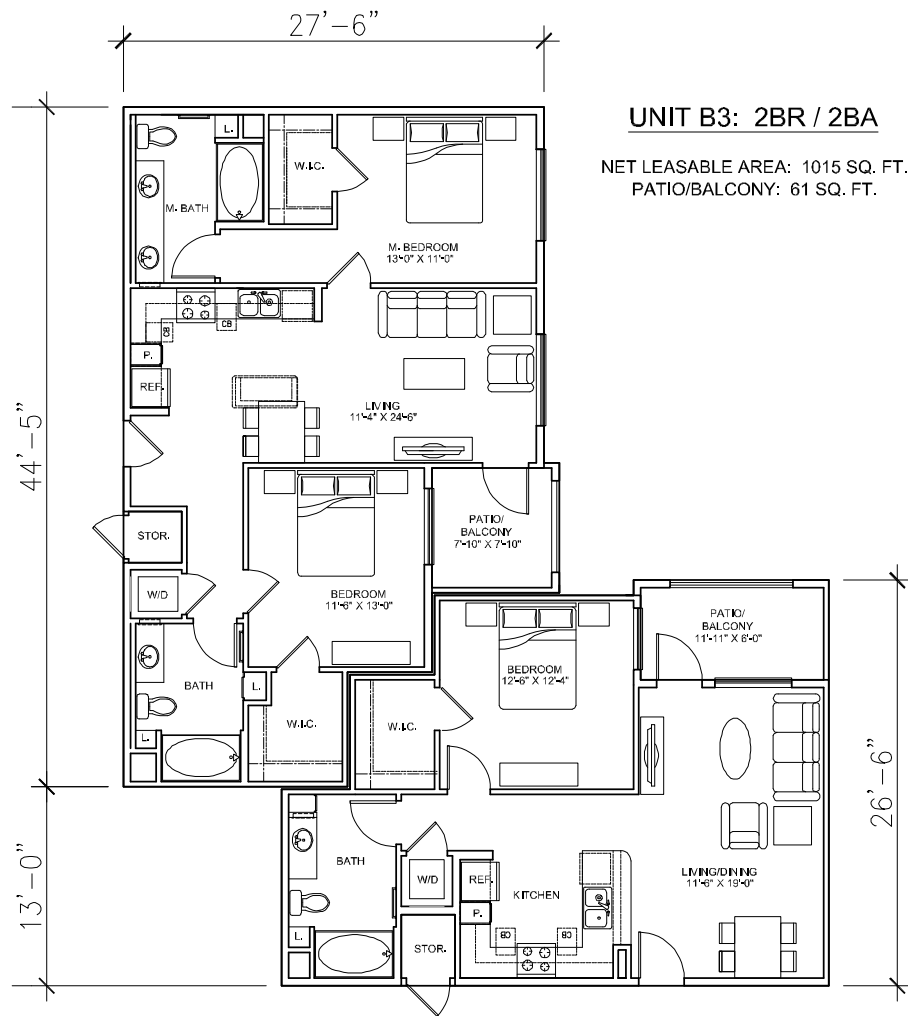 27'-6"
UNIT B3: 2BR / 2BA
NET LEASABLE AREA: 1015 SQ. FT.
PATIO/BALCONY: 61 SQ. FT.
L.
W.I.C.
M. BATH
M. BEDROOM
13'-0" X 11'-0"
CB
CB
P.
REF.
LIVING
11'-4" X 24'-6"
44'-5"
STOR.
PATIO/
BALCONY
7'-10" X 7'-10"
W/D
BEDROOM
11'-6" X 13'-0"
BATH
L.
W.I.C.
L.
PATIO/
BALCONY
11'-11" X 6'-0"
BEDROOM
12'-6" X 12'-4"
W.I.C.
26'-6"
13'-0"
BATH
W/D
REF.
KITCHEN
LIVING/DINING
11'-6" X 19'-0"
P.
CB
CB
L.
STOR.